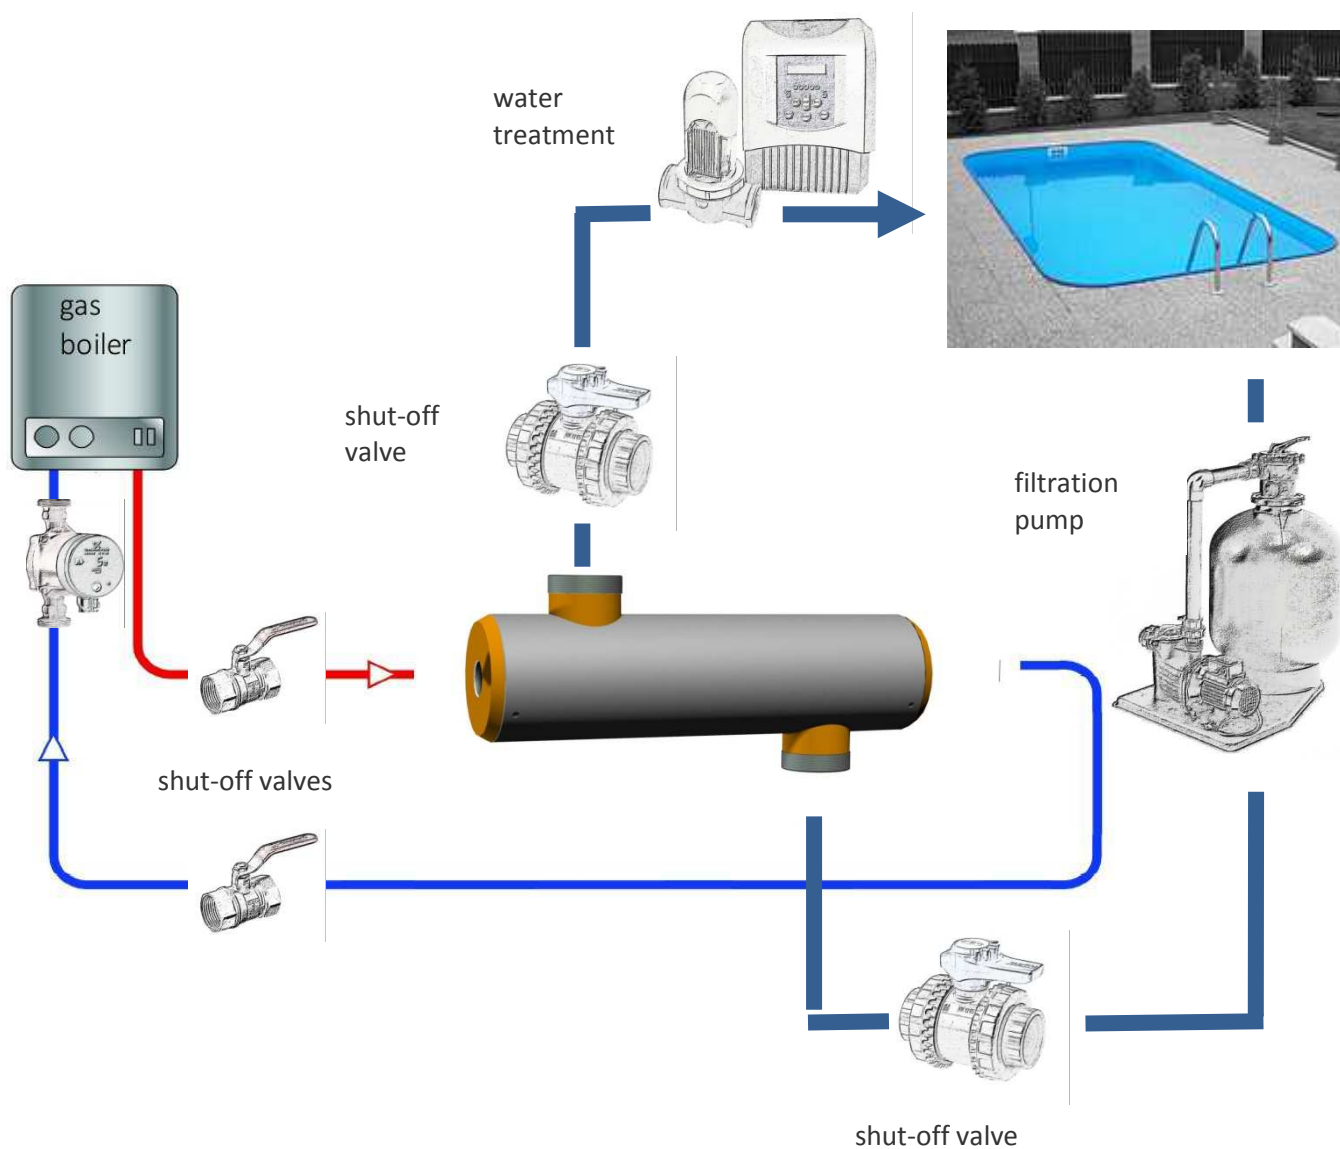 water
treatment
gas
boiler
shut-off
valve
filtration
pump
shut-off valves
shut-off valve